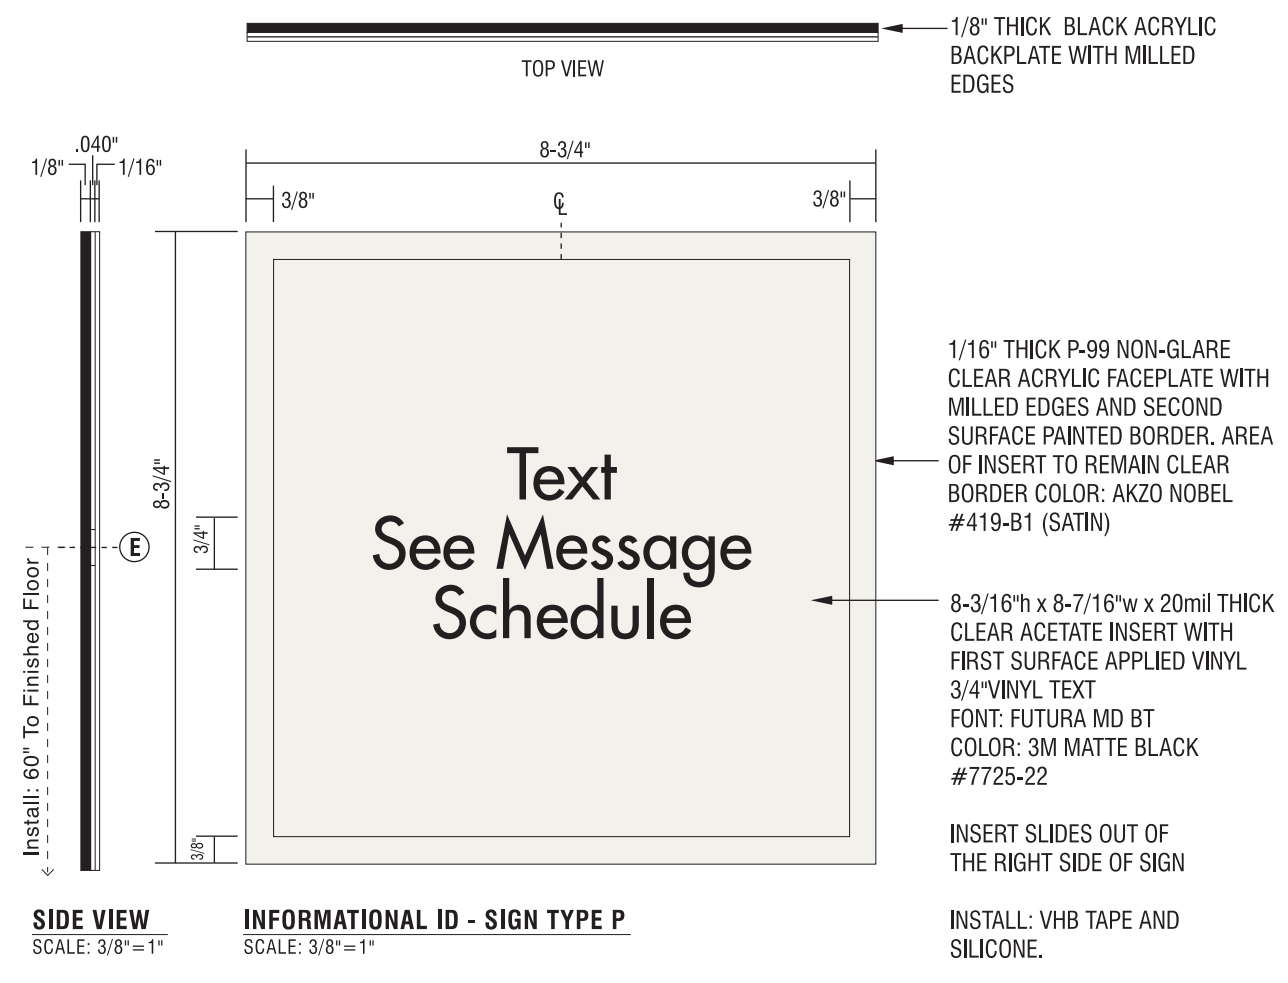 1/8" THICK BLACK ACRYLIC
BACKPLATE WITH MILLED
EDGES
TOP VIEW
.040"
1/8"
1/16"
8-3/4"
3/8"
℄
3/8"
8-3/4"
3/4"
E
Install: 60" To Finished Floor
3/8"
Text
See Message
Schedule
1/16" THICK P-99 NON-GLARE
CLEAR ACRYLIC FACEPLATE WITH
MILLED EDGES AND SECOND
SURFACE PAINTED BORDER. AREA
OF INSERT TO REMAIN CLEAR
BORDER COLOR: AKZO NOBEL
#419-B1 (SATIN)
8-3/16"h x 8-7/16"w x 20mil THICK
CLEAR ACETATE INSERT WITH
FIRST SURFACE APPLIED VINYL
3/4"VINYL TEXT
FONT: FUTURA MD BT
COLOR: 3M MATTE BLACK
#7725-22
INSERT SLIDES OUT OF
THE RIGHT SIDE OF SIGN
INSTALL: VHB TAPE AND
SILICONE.
SIDE VIEW
SCALE: 3/8"=1"
INFORMATIONAL ID - SIGN TYPE P
SCALE: 3/8"=1"